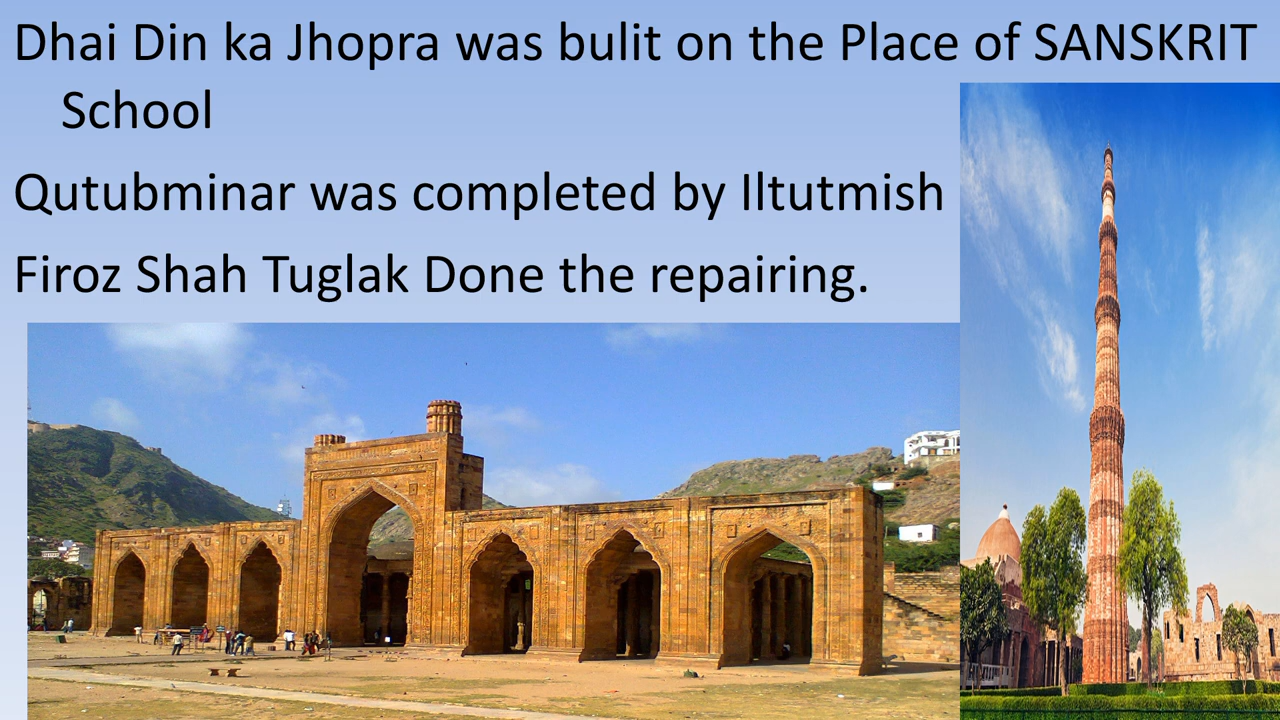 Dhai Din ka Jhopra was bulit on the Place of SANSKRIT
School
Qutubminar was completed by Iltutmish
Firoz Shah Tuglak Done the repairing.